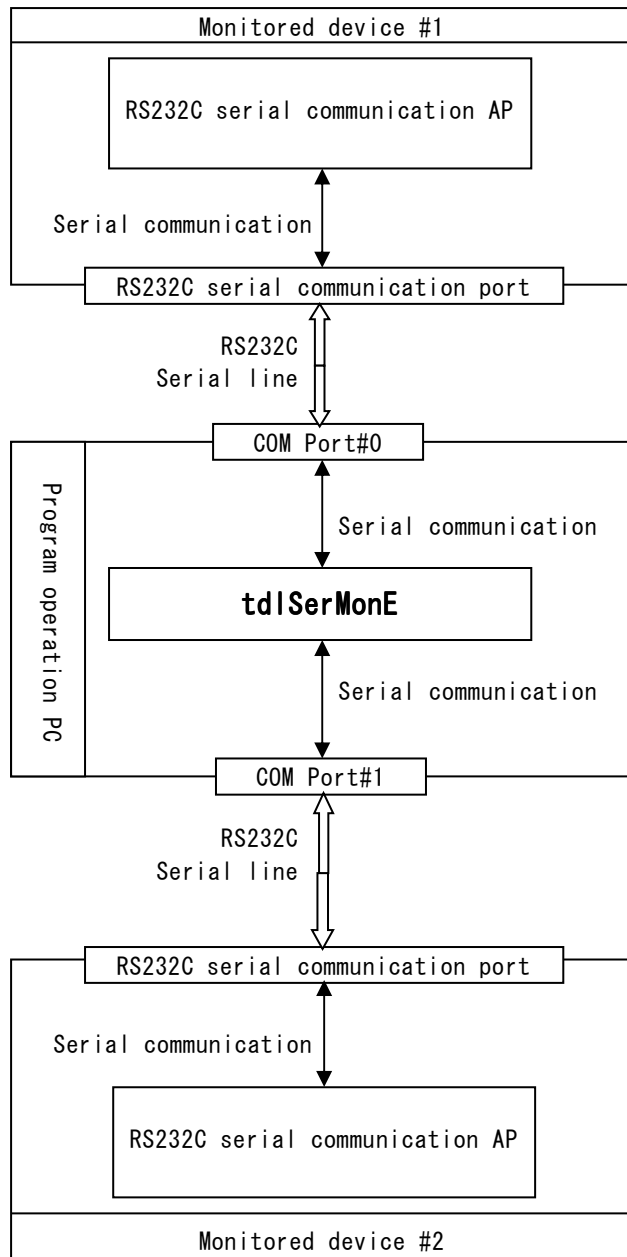 Monitored device #1
RS232C serial communication AP
Serial communication
RS232C serial communication port
RS232C
Serial line
COM Port#0
Program operation PC
Serial communication
tdlSerMonE
Serial communication
COM Port#1
RS232C
Serial line
RS232C serial communication port
Serial communication
RS232C serial communication AP
Monitored device #2